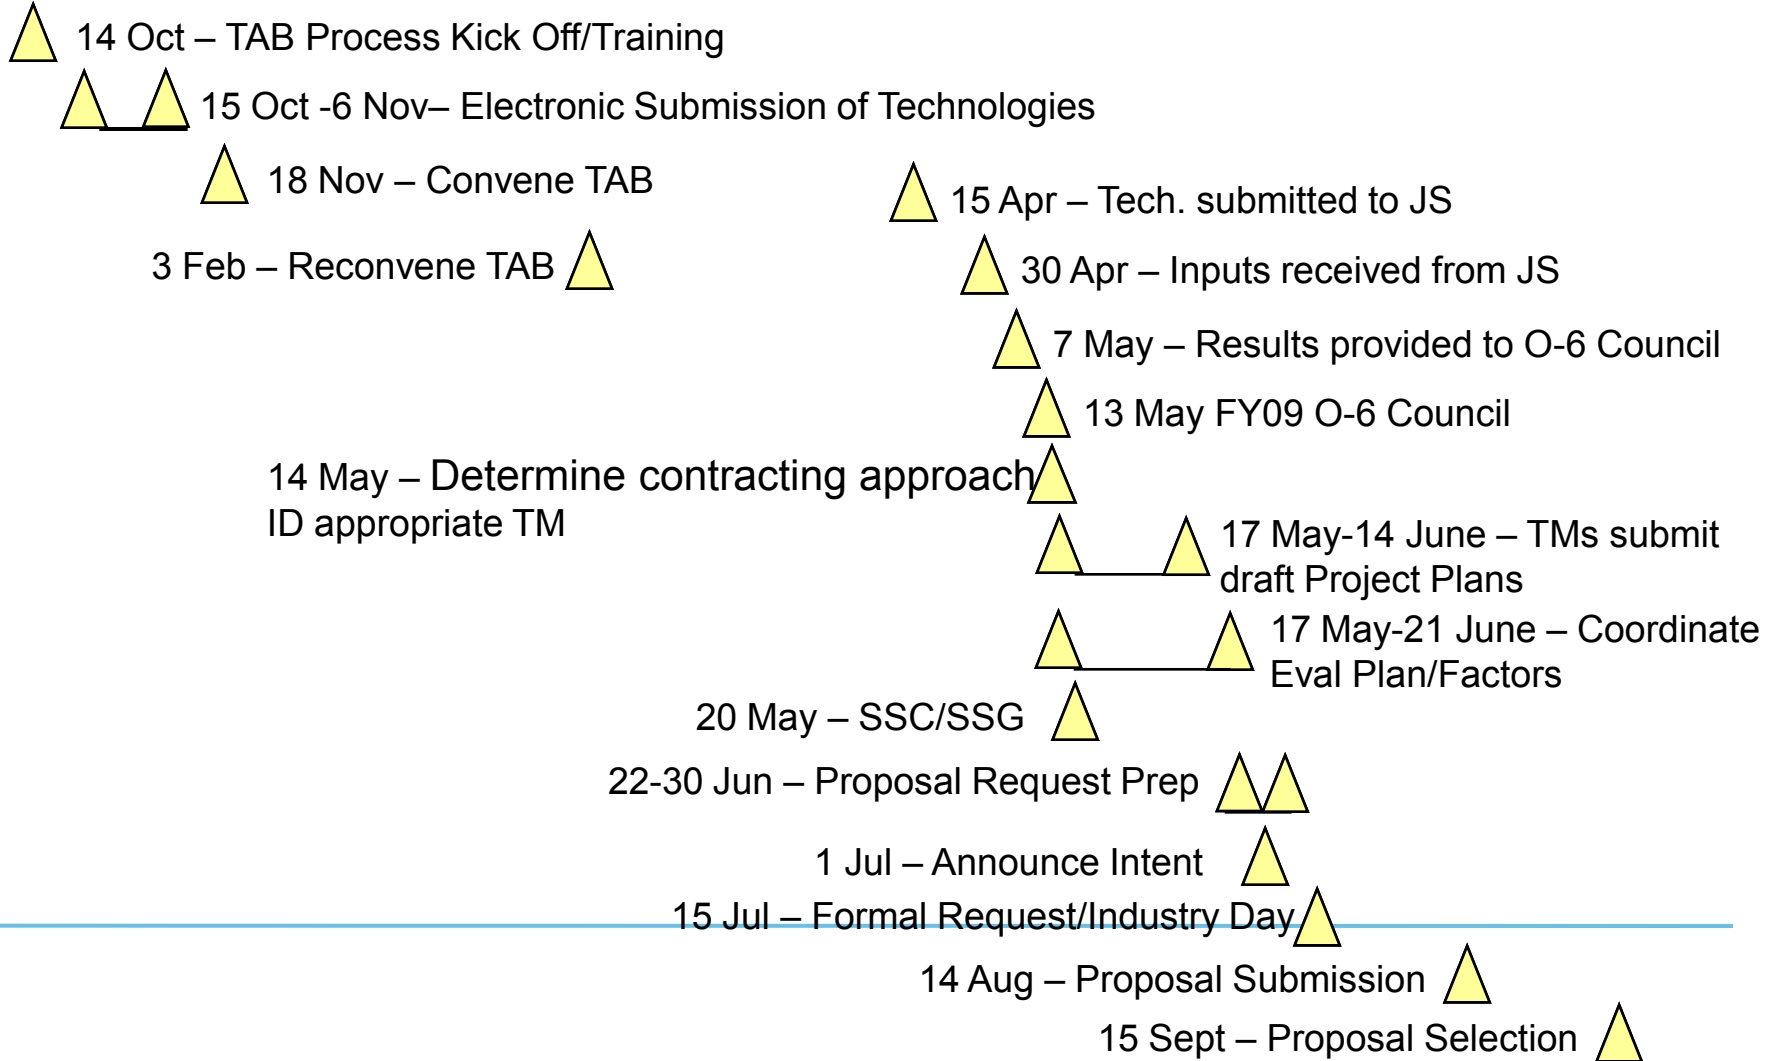 14 Oct – TAB Process Kick Off/Training
15 Oct -6 Nov– Electronic Submission of Technologies
18 Nov – Convene TAB
15 Apr – Tech. submitted to JS
3 Feb – Reconvene TAB
30 Apr – Inputs received from JS
7 May – Results provided to O-6 Council
13 May FY09 O-6 Council
14 May – Determine contracting approach
ID appropriate TM
17 May-14 June – TMs submit
draft Project Plans
17 May-21 June – Coordinate
Eval Plan/Factors
20 May – SSC/SSG
22-30 Jun – Proposal Request Prep
1 Jul – Announce Intent
15 Jul – Formal Request/Industry Day
14 Aug – Proposal Submission
15 Sept – Proposal Selection